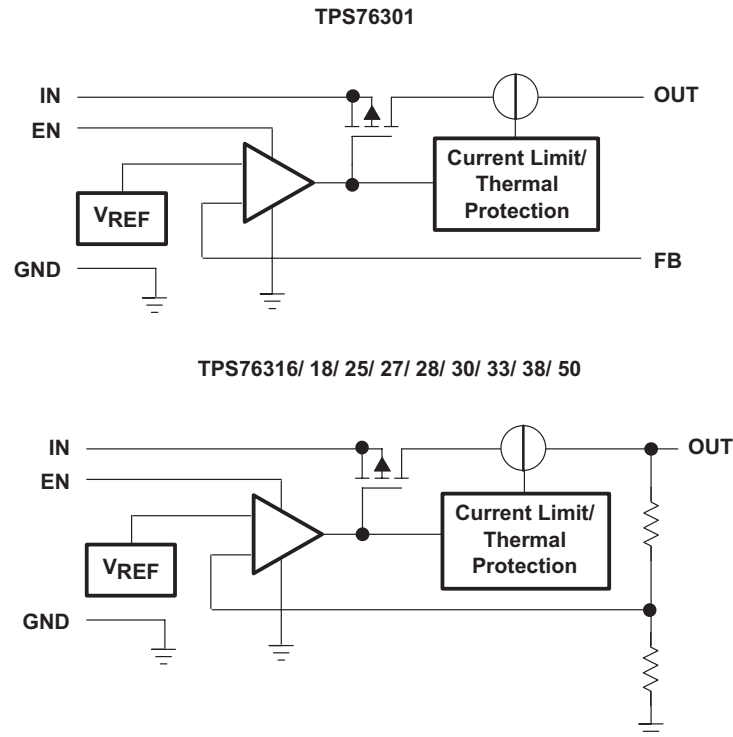 TPS76301
IN
OUT
EN
Current Limit/
Thermal
Protection
VREF
FB
GND
TPS76316/ 18/ 25/ 27/ 28/ 30/ 33/ 38/ 50
IN
OUT
EN
Current Limit/
Thermal
Protection
VREF
GND